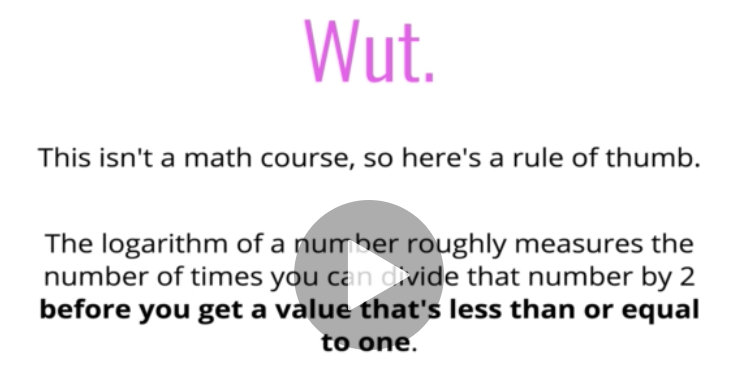 Wut.
This isn't a math course, so here's a rule of thumb.
The logarithm of a number roughly measures the
number of times you can divide that number by 2
before you get a value that's less than or equal
to one.